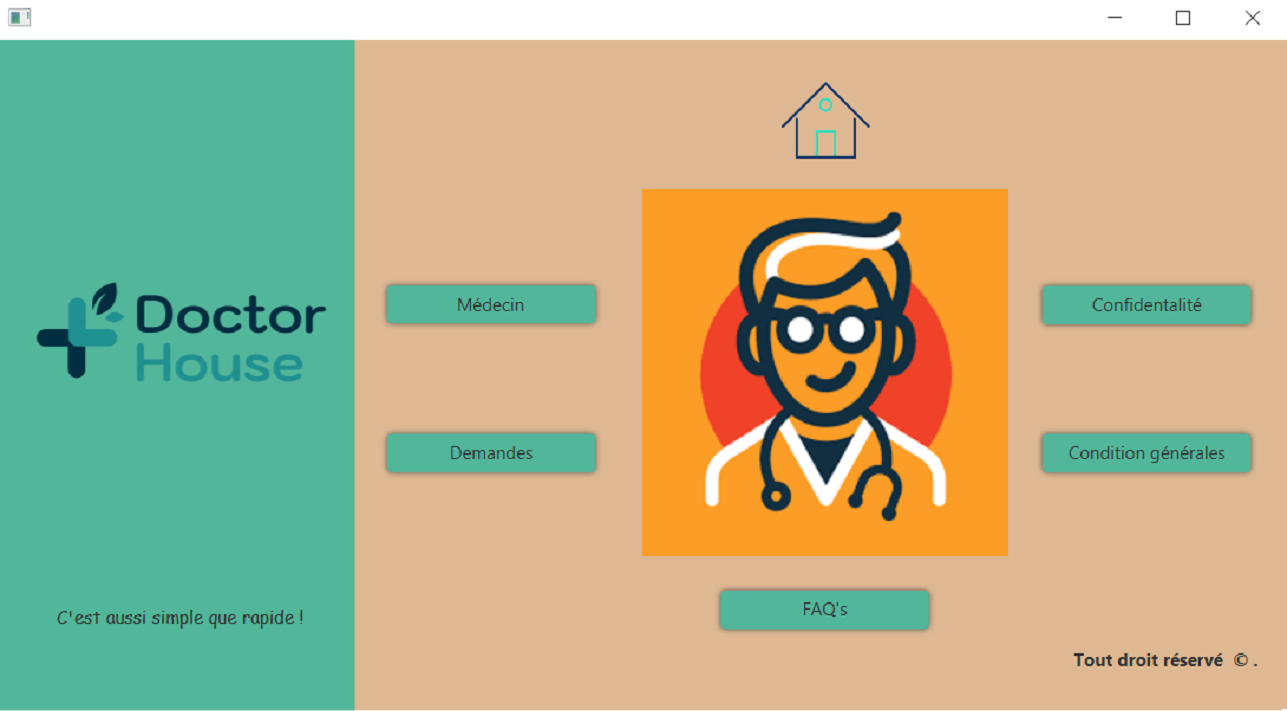 Doctor
House
C'est aussi simple que rapide !
Médecin
Demandes
FAQ's
Confidentalité
Condition générales
Tout droit réservé © .